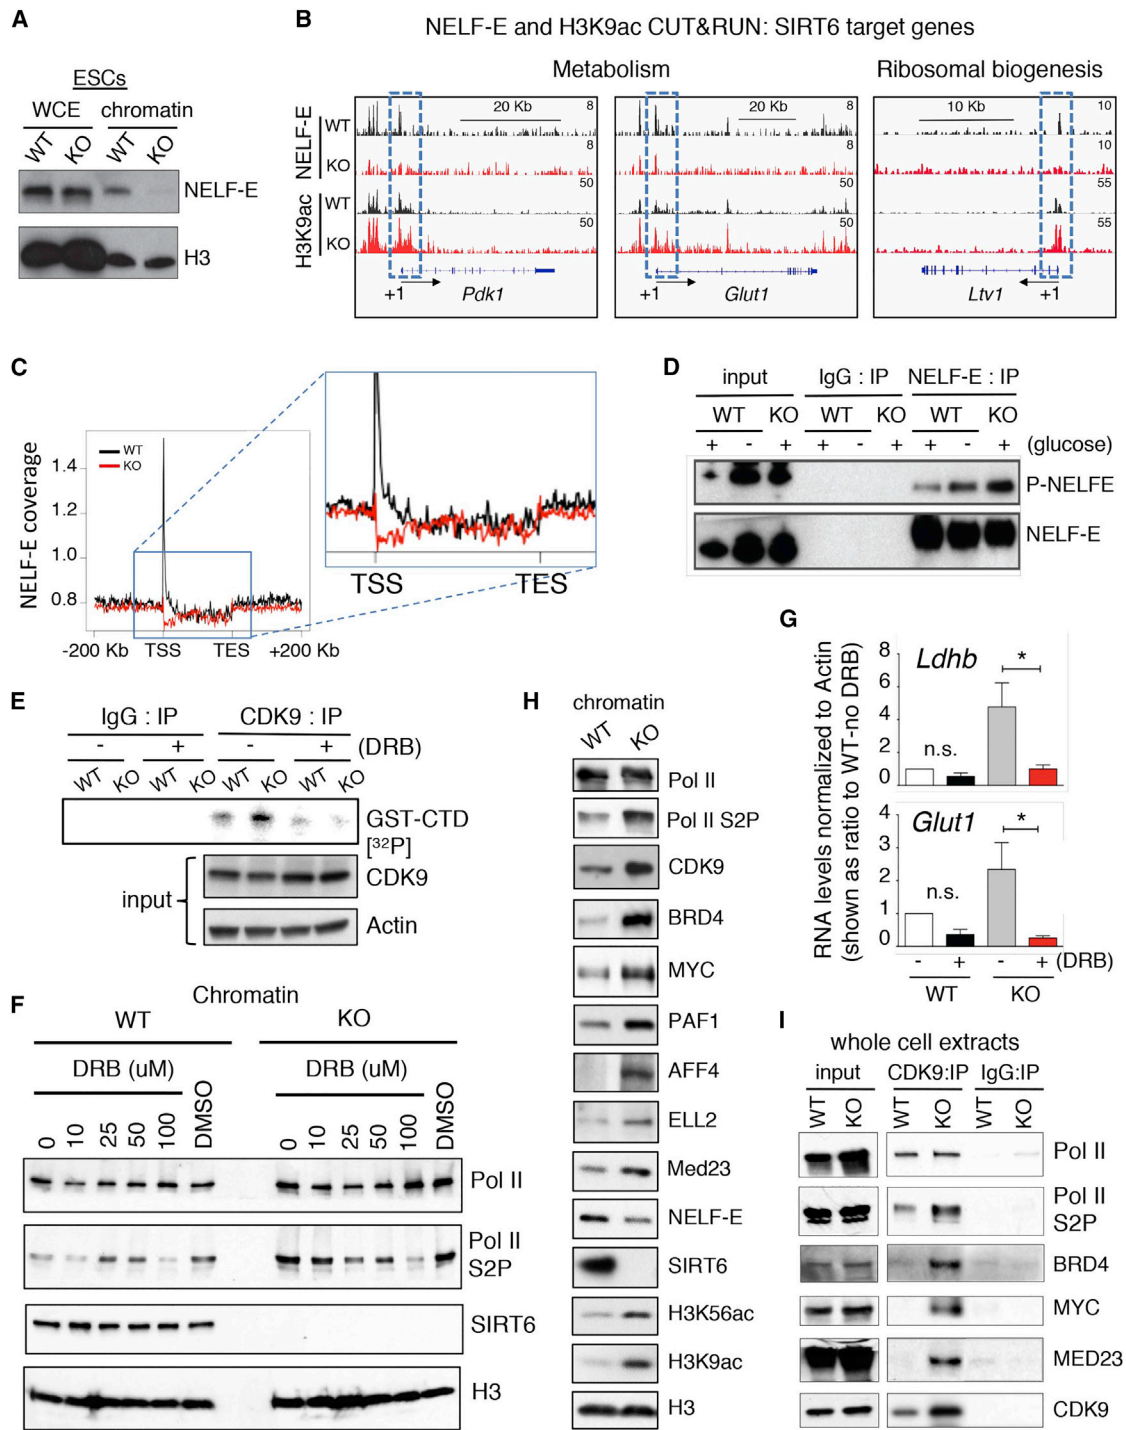 A
ESCs
WCE chromatin
WT KO WT KO
NELF-E
H3
B
NELF-E and H3K9ac CUT&RUN: SIRT6 target genes
Metabolism
Ribosomal biogenesis
NELF-E
H3K9ac
WT
KO
WT
KO
20 Kb
8
8
50
50
+1
Pdk1
20 Kb
8
8
50
50
+1
Glut1
10 Kb
10
10
55
55
Ltv1
+1
C
NELF-E coverage
1.4
1.2
1.0
0.8
WT
KO
-200 Kb TSS TES +200 Kb
TSS TES
D
input IgG : IP NELF-E : IP
WT KO WT KO WT KO
+ - + + - + + - + (glucose)
P-NELFE
NELF-E
E
IgG : IP CDK9 : IP
- + - + (DRB)
WT KO WT KO WT KO WT KO
GST-CTD
[32P]
input
CDK9
Actin
F
Chromatin
WT KO
DRB (uM) DRB (uM)
0 10 25 50 100 DMSO 0 10 25 50 100 DMSO
Pol II
Pol II
S2P
SIRT6
H3
G
RNA levels normalized to Actin
(shown as ratio to WT-no DRB)
8
6
4
2
0
Ldhb
n.s.
*
4
3
2
1
0
Glut1
n.s.
*
- + - + (DRB)
WT KO
H
chromatin
WT KO
Pol II
Pol II S2P
CDK9
BRD4
MYC
PAF1
AFF4
ELL2
Med23
NELF-E
SIRT6
H3K56ac
H3K9ac
H3
I
whole cell extracts
input CDK9:IP IgG:IP
WT KO WT KO WT KO
Pol II
Pol II
S2P
BRD4
MYC
MED23
CDK9